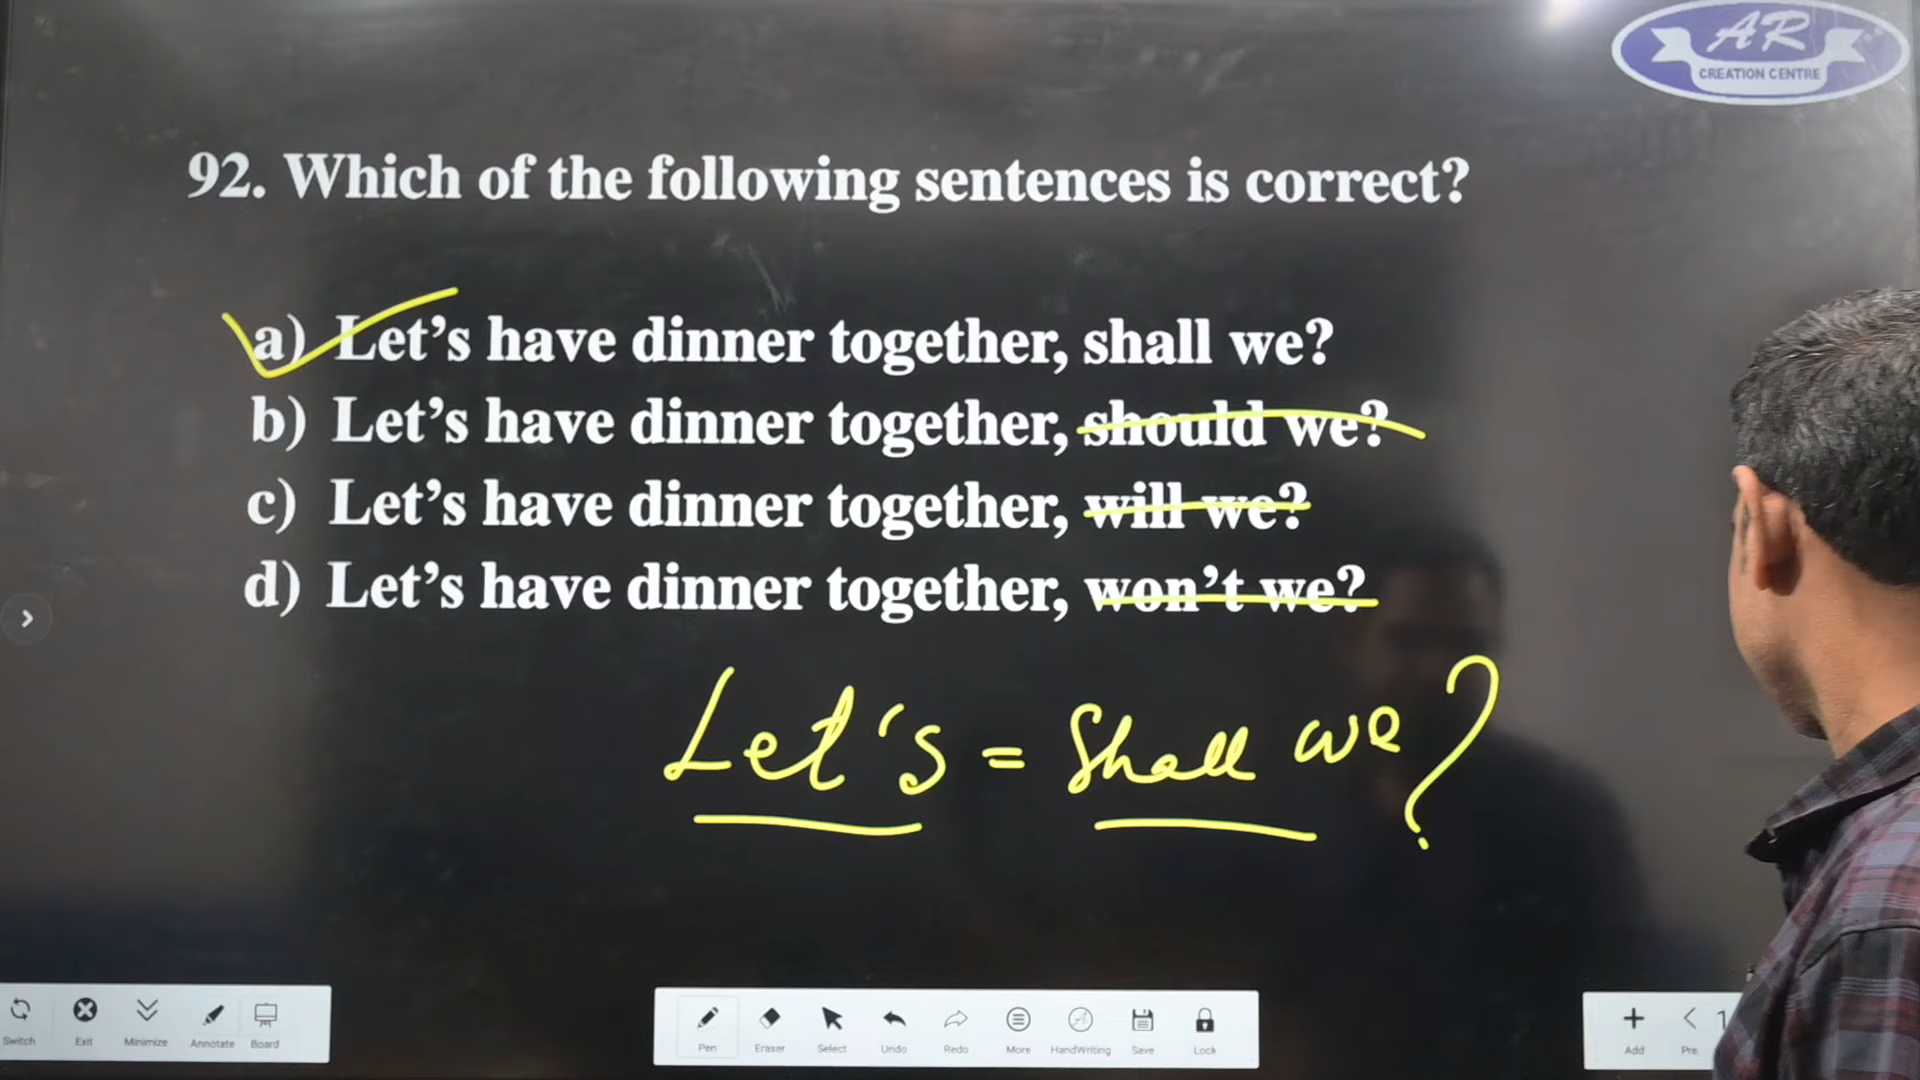 AR
CREATION CENTRE
92. Which of the following sentences is correct?
a) Let’s have dinner together, shall we?
b) Let’s have dinner together, should we?
c) Let’s have dinner together, will we?
d) Let’s have dinner together, won’t we?
Let's = Shall we?
Switch Exit Minimize Annotate Board
Pen Eraser Select Undo Redo More HandWriting Save Lock
1
Add Pre.